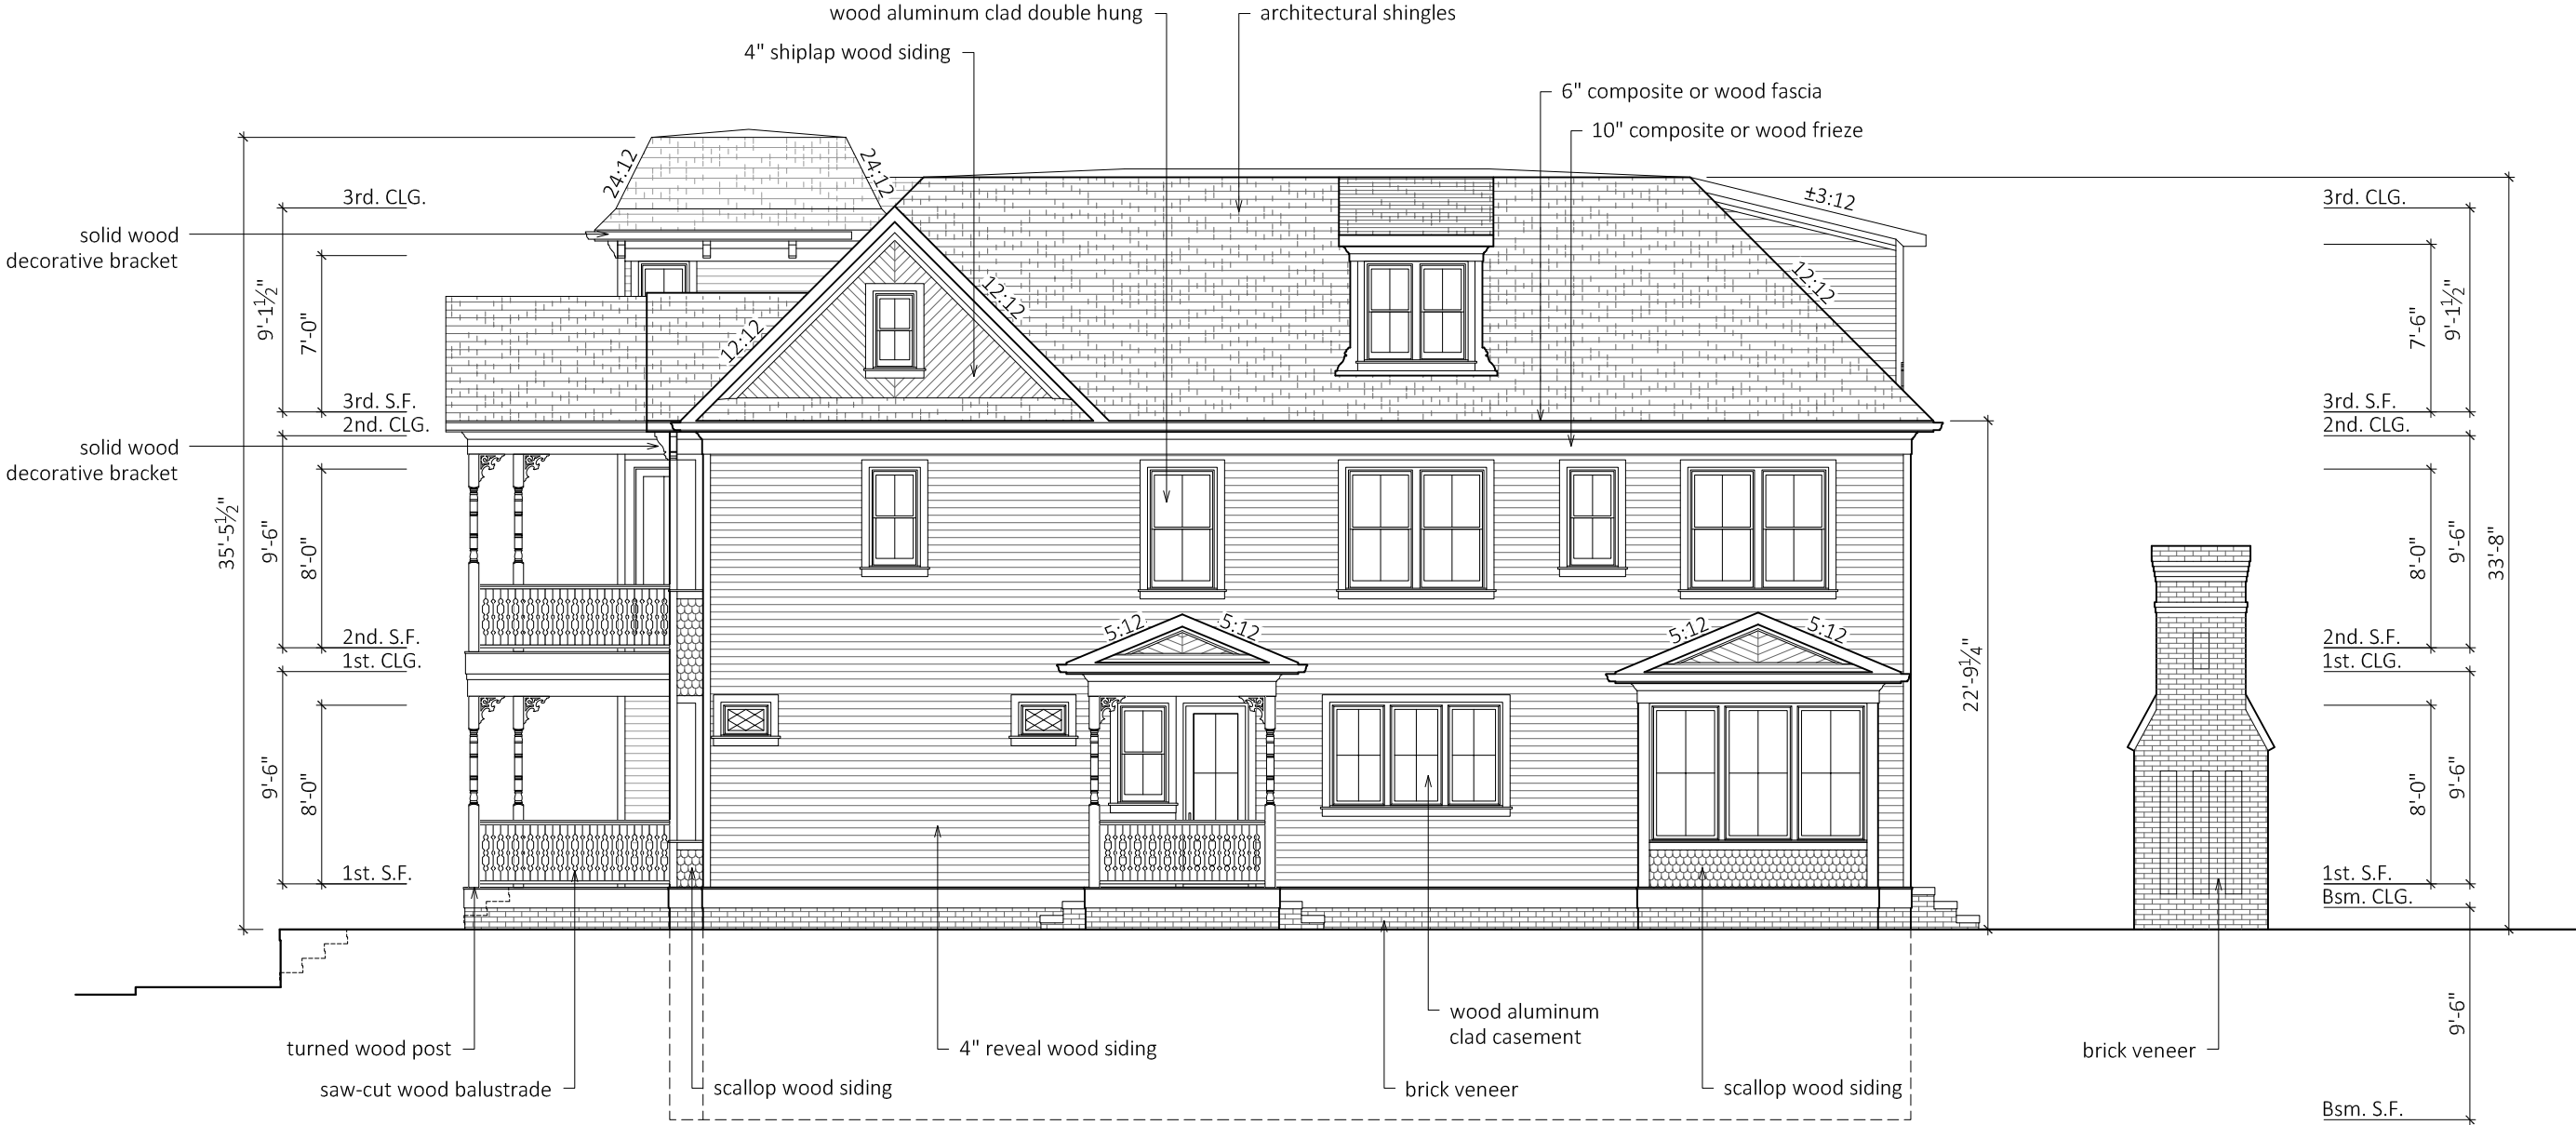 wood aluminum clad double hung
architectural shingles
4" shiplap wood siding
6" composite or wood fascia
10" composite or wood frieze
24:12
24:12
±3:12
3rd. CLG.
3rd. CLG.
solid wood
decorative bracket
12:12
12:12
12:12
9'-1½"
7'-0"
7'-6"
9'-1½"
3rd. S.F.
2nd. CLG.
3rd. S.F.
2nd. CLG.
solid wood
decorative bracket
35'-5½"
9'-6"
8'-0"
8'-0"
9'-6"
33'-8"
2nd. S.F.
1st. CLG.
5:12
5:12
5:12
5:12
2nd. S.F.
1st. CLG.
22'-9¼"
9'-6"
8'-0"
8'-0"
9'-6"
1st. S.F.
1st. S.F.
Bsm. CLG.
wood aluminum
clad casement
9'-6"
turned wood post
4" reveal wood siding
brick veneer
saw-cut wood balustrade
scallop wood siding
brick veneer
scallop wood siding
Bsm. S.F.